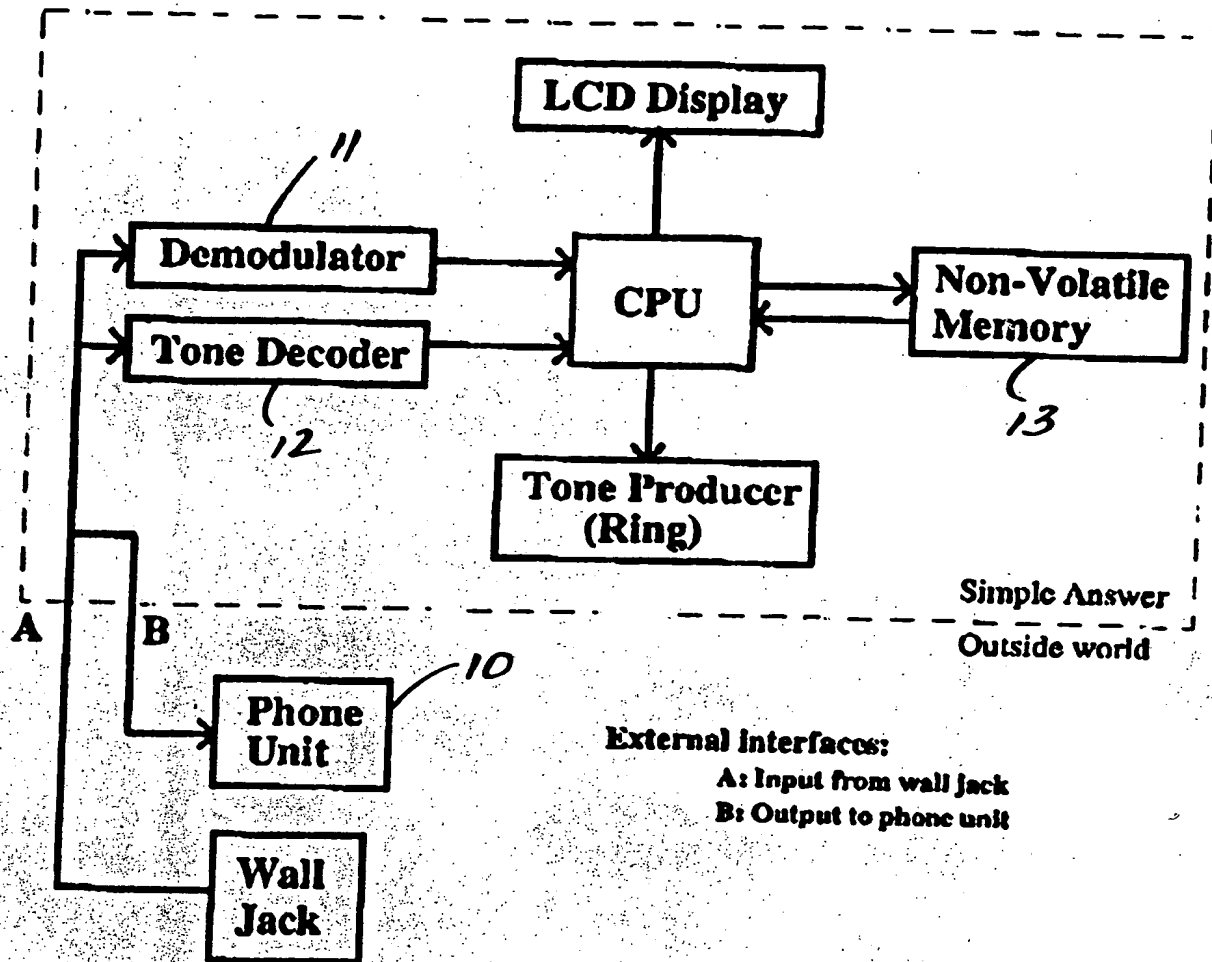 LCD Display
11
Demodulator
CPU
Non-Volatile
Memory
Tone Decoder
12
13
Tone Producer
(Ring)
Simple Answer
A
B
Outside world
10
Phone
Unit
External interfaces:
A: Input from wall jack
B: Output to phone unit
Wall
Jack